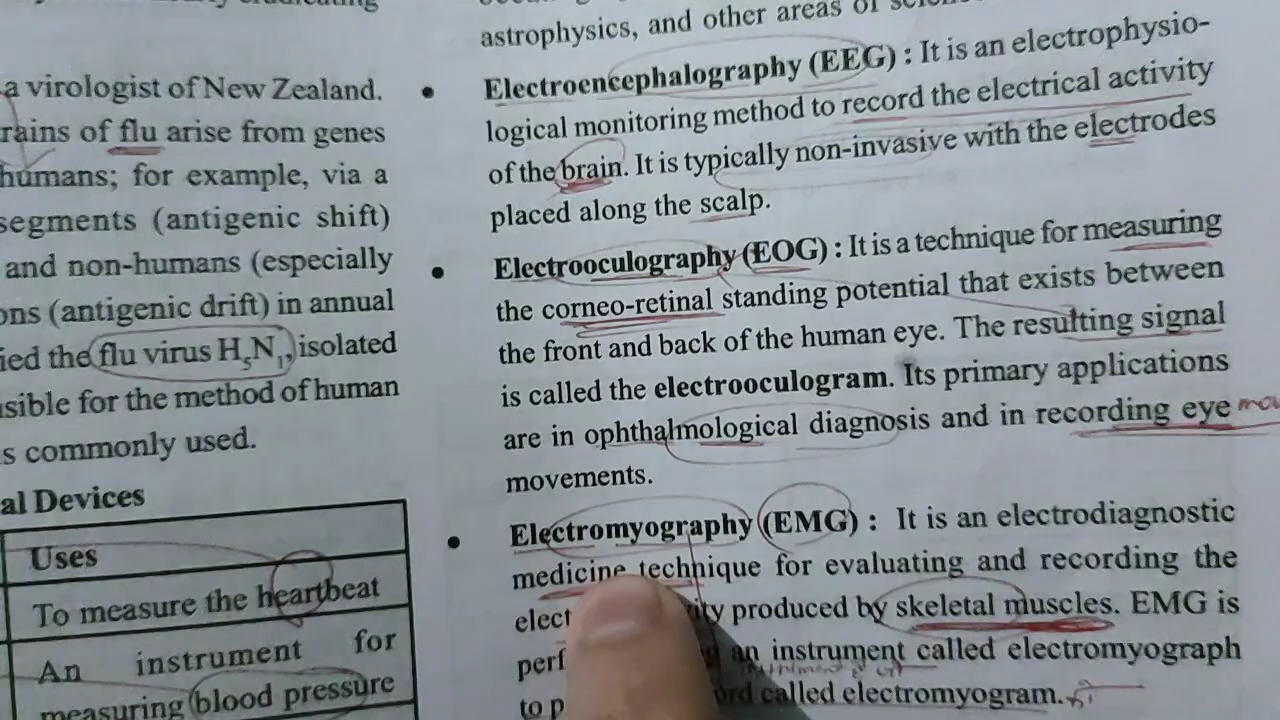 a virologist of New Zealand.
rains of flu arise from genes
humans; for example, via a
segments (antigenic shift)
and non-humans (especially
ons (antigenic drift) in annual
ied the flu virus H5N1, isolated
sible for the method of human
s commonly used.
al Devices
Uses
To measure the heartbeat
An instrument for
measuring blood pressure
astrophysics, and other areas of
• Electroencephalography (EEG) : It is an electrophysio-
logical monitoring method to record the electrical activity
of the brain. It is typically non-invasive with the electrodes
placed along the scalp.
• Electrooculography (EOG) : It is a technique for measuring
the corneo-retinal standing potential that exists between
the front and back of the human eye. The resulting signal
is called the electrooculogram. Its primary applications
are in ophthalmological diagnosis and in recording eye mov
movements.
• Electromyography (EMG) : It is an electrodiagnostic
medicine technique for evaluating and recording the
elect ity produced by skeletal muscles. EMG is
perf an instrument called electromyograph
to p ord called electromyogram.